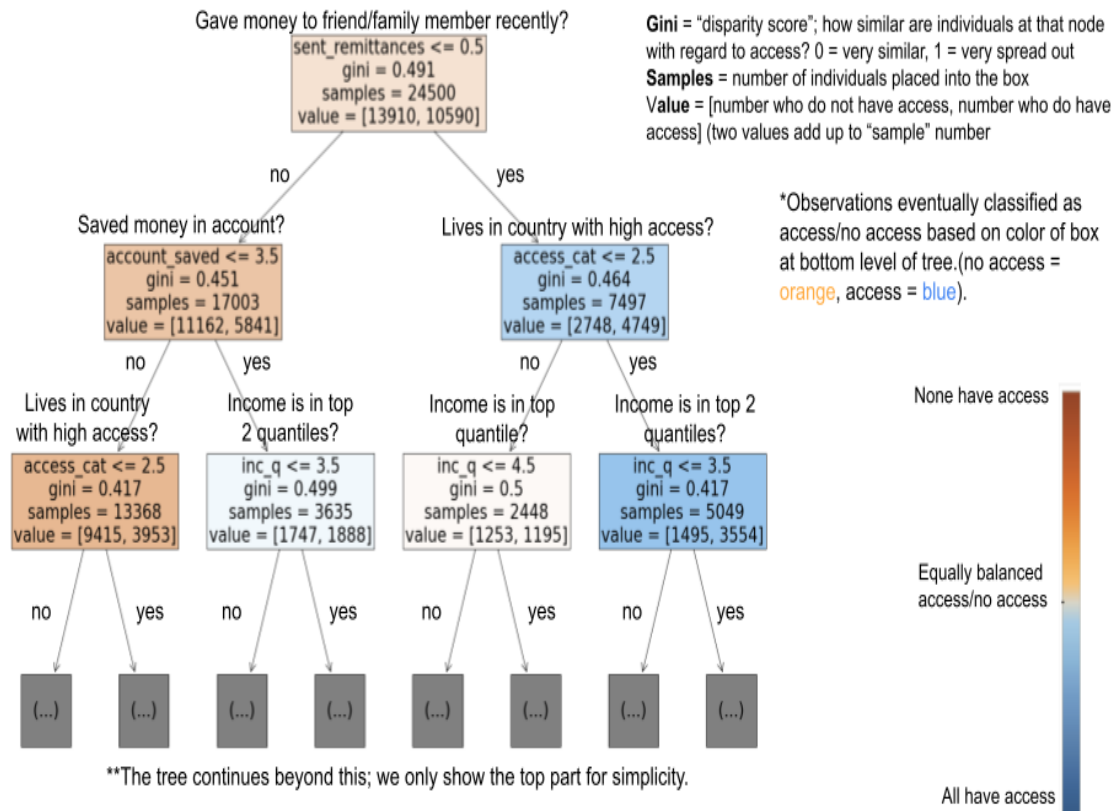 Gave money to friend/family member recently?
sent_remittances <= 0.5
gini = 0.491
samples = 24500
value = [13910, 10590]
Gini = “disparity score”; how similar are individuals at that node
with regard to access? 0 = very similar, 1 = very spread out
Samples = number of individuals placed into the box
Value = [number who do not have access, number who do have
access] (two values add up to “sample” number
no
yes
*Observations eventually classified as
access/no access based on color of box
at bottom level of tree.(no access =
orange, access = blue).
Saved money in account?
account_saved <= 3.5
gini = 0.451
samples = 17003
value = [11162, 5841]
Lives in country with high access?
access_cat <= 2.5
gini = 0.464
samples = 7497
value = [2748, 4749]
no
yes
no
yes
Lives in country
with high access?
access_cat <= 2.5
gini = 0.417
samples = 13368
value = [9415, 3953]
Income is in top
2 quantiles?
inc_q <= 3.5
gini = 0.499
samples = 3635
value = [1747, 1888]
Income is in top
quantile?
inc_q <= 4.5
gini = 0.5
samples = 2448
value = [1253, 1195]
Income is in top 2
quantiles?
inc_q <= 3.5
gini = 0.417
samples = 5049
value = [1495, 3554]
no
yes
no
yes
no
yes
no
yes
(...)
(...)
(...)
(...)
(...)
(...)
(...)
(...)
**The tree continues beyond this; we only show the top part for simplicity.
None have access
Equally balanced
access/no access
All have access